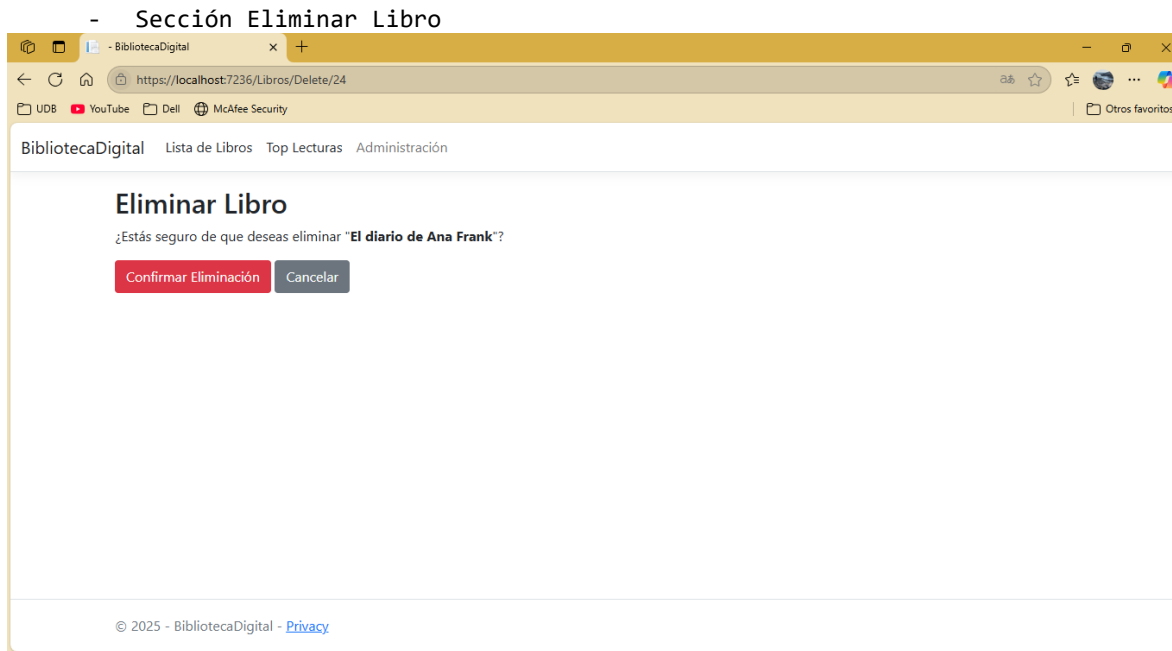 - Sección Eliminar Libro
- BibliotecaDigital
https://localhost:7236/Libros/Delete/24
UDB YouTube Dell McAfee Security Otros favoritos
BibliotecaDigital Lista de Libros Top Lecturas Administración
Eliminar Libro
¿Estás seguro de que deseas eliminar "El diario de Ana Frank"?
Confirmar Eliminación Cancelar
© 2025 - BibliotecaDigital - Privacy